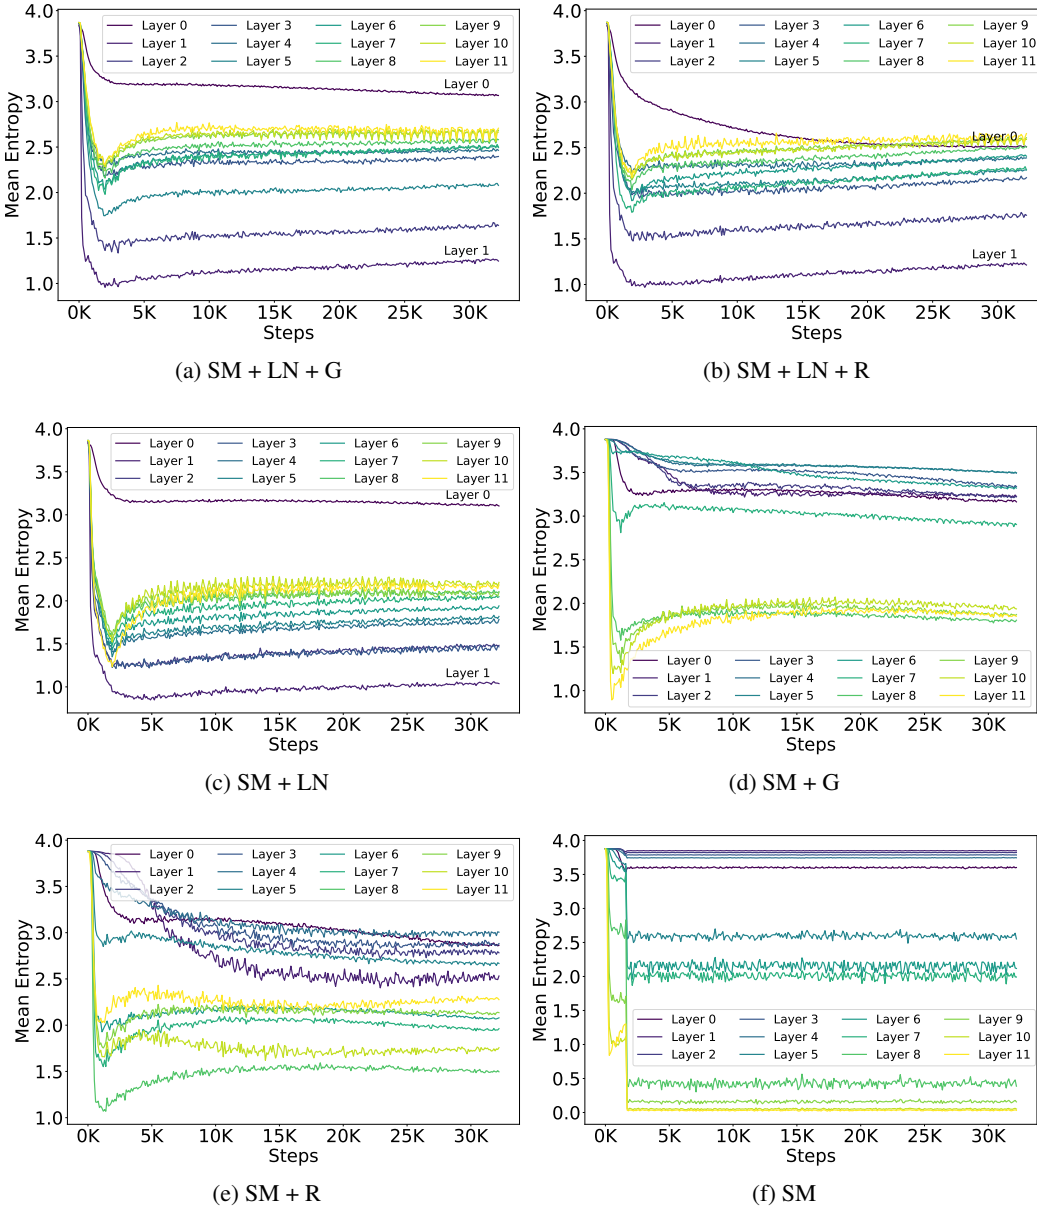 4.0
3.5
3.0
2.5
2.0
1.5
1.0
Mean Entropy
Layer 0 Layer 3 Layer 6 Layer 9
Layer 1 Layer 4 Layer 7 Layer 10
Layer 2 Layer 5 Layer 8 Layer 11
Layer 0
Layer 1
0K 5K 10K 15K 20K 25K 30K
Steps
(a) SM + LN + G
4.0
3.5
3.0
2.5
2.0
1.5
1.0
Mean Entropy
Layer 0 Layer 3 Layer 6 Layer 9
Layer 1 Layer 4 Layer 7 Layer 10
Layer 2 Layer 5 Layer 8 Layer 11
Layer 0
Layer 1
0K 5K 10K 15K 20K 25K 30K
Steps
(b) SM + LN + R
4.0
3.5
3.0
2.5
2.0
1.5
1.0
Mean Entropy
Layer 0 Layer 3 Layer 6 Layer 9
Layer 1 Layer 4 Layer 7 Layer 10
Layer 2 Layer 5 Layer 8 Layer 11
Layer 0
Layer 1
0K 5K 10K 15K 20K 25K 30K
Steps
(c) SM + LN
4.0
3.5
3.0
2.5
2.0
1.5
1.0
Mean Entropy
Layer 0 Layer 3 Layer 6 Layer 9
Layer 1 Layer 4 Layer 7 Layer 10
Layer 2 Layer 5 Layer 8 Layer 11
0K 5K 10K 15K 20K 25K 30K
Steps
(d) SM + G
4.0
3.5
3.0
2.5
2.0
1.5
1.0
Mean Entropy
Layer 0 Layer 3 Layer 6 Layer 9
Layer 1 Layer 4 Layer 7 Layer 10
Layer 2 Layer 5 Layer 8 Layer 11
0K 5K 10K 15K 20K 25K 30K
Steps
(e) SM + R
4.0
3.5
3.0
2.5
2.0
1.5
1.0
0.5
0.0
Mean Entropy
Layer 0 Layer 3 Layer 6 Layer 9
Layer 1 Layer 4 Layer 7 Layer 10
Layer 2 Layer 5 Layer 8 Layer 11
0K 5K 10K 15K 20K 25K 30K
Steps
(f) SM